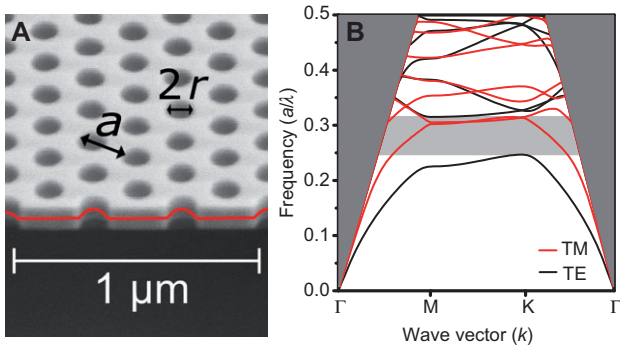 A
2r
a
1 µm
B
Frequency (a/λ)
0.5
0.4
0.3
0.2
0.1
0.0
TM
TE
Γ M K Γ
Wave vector (k)